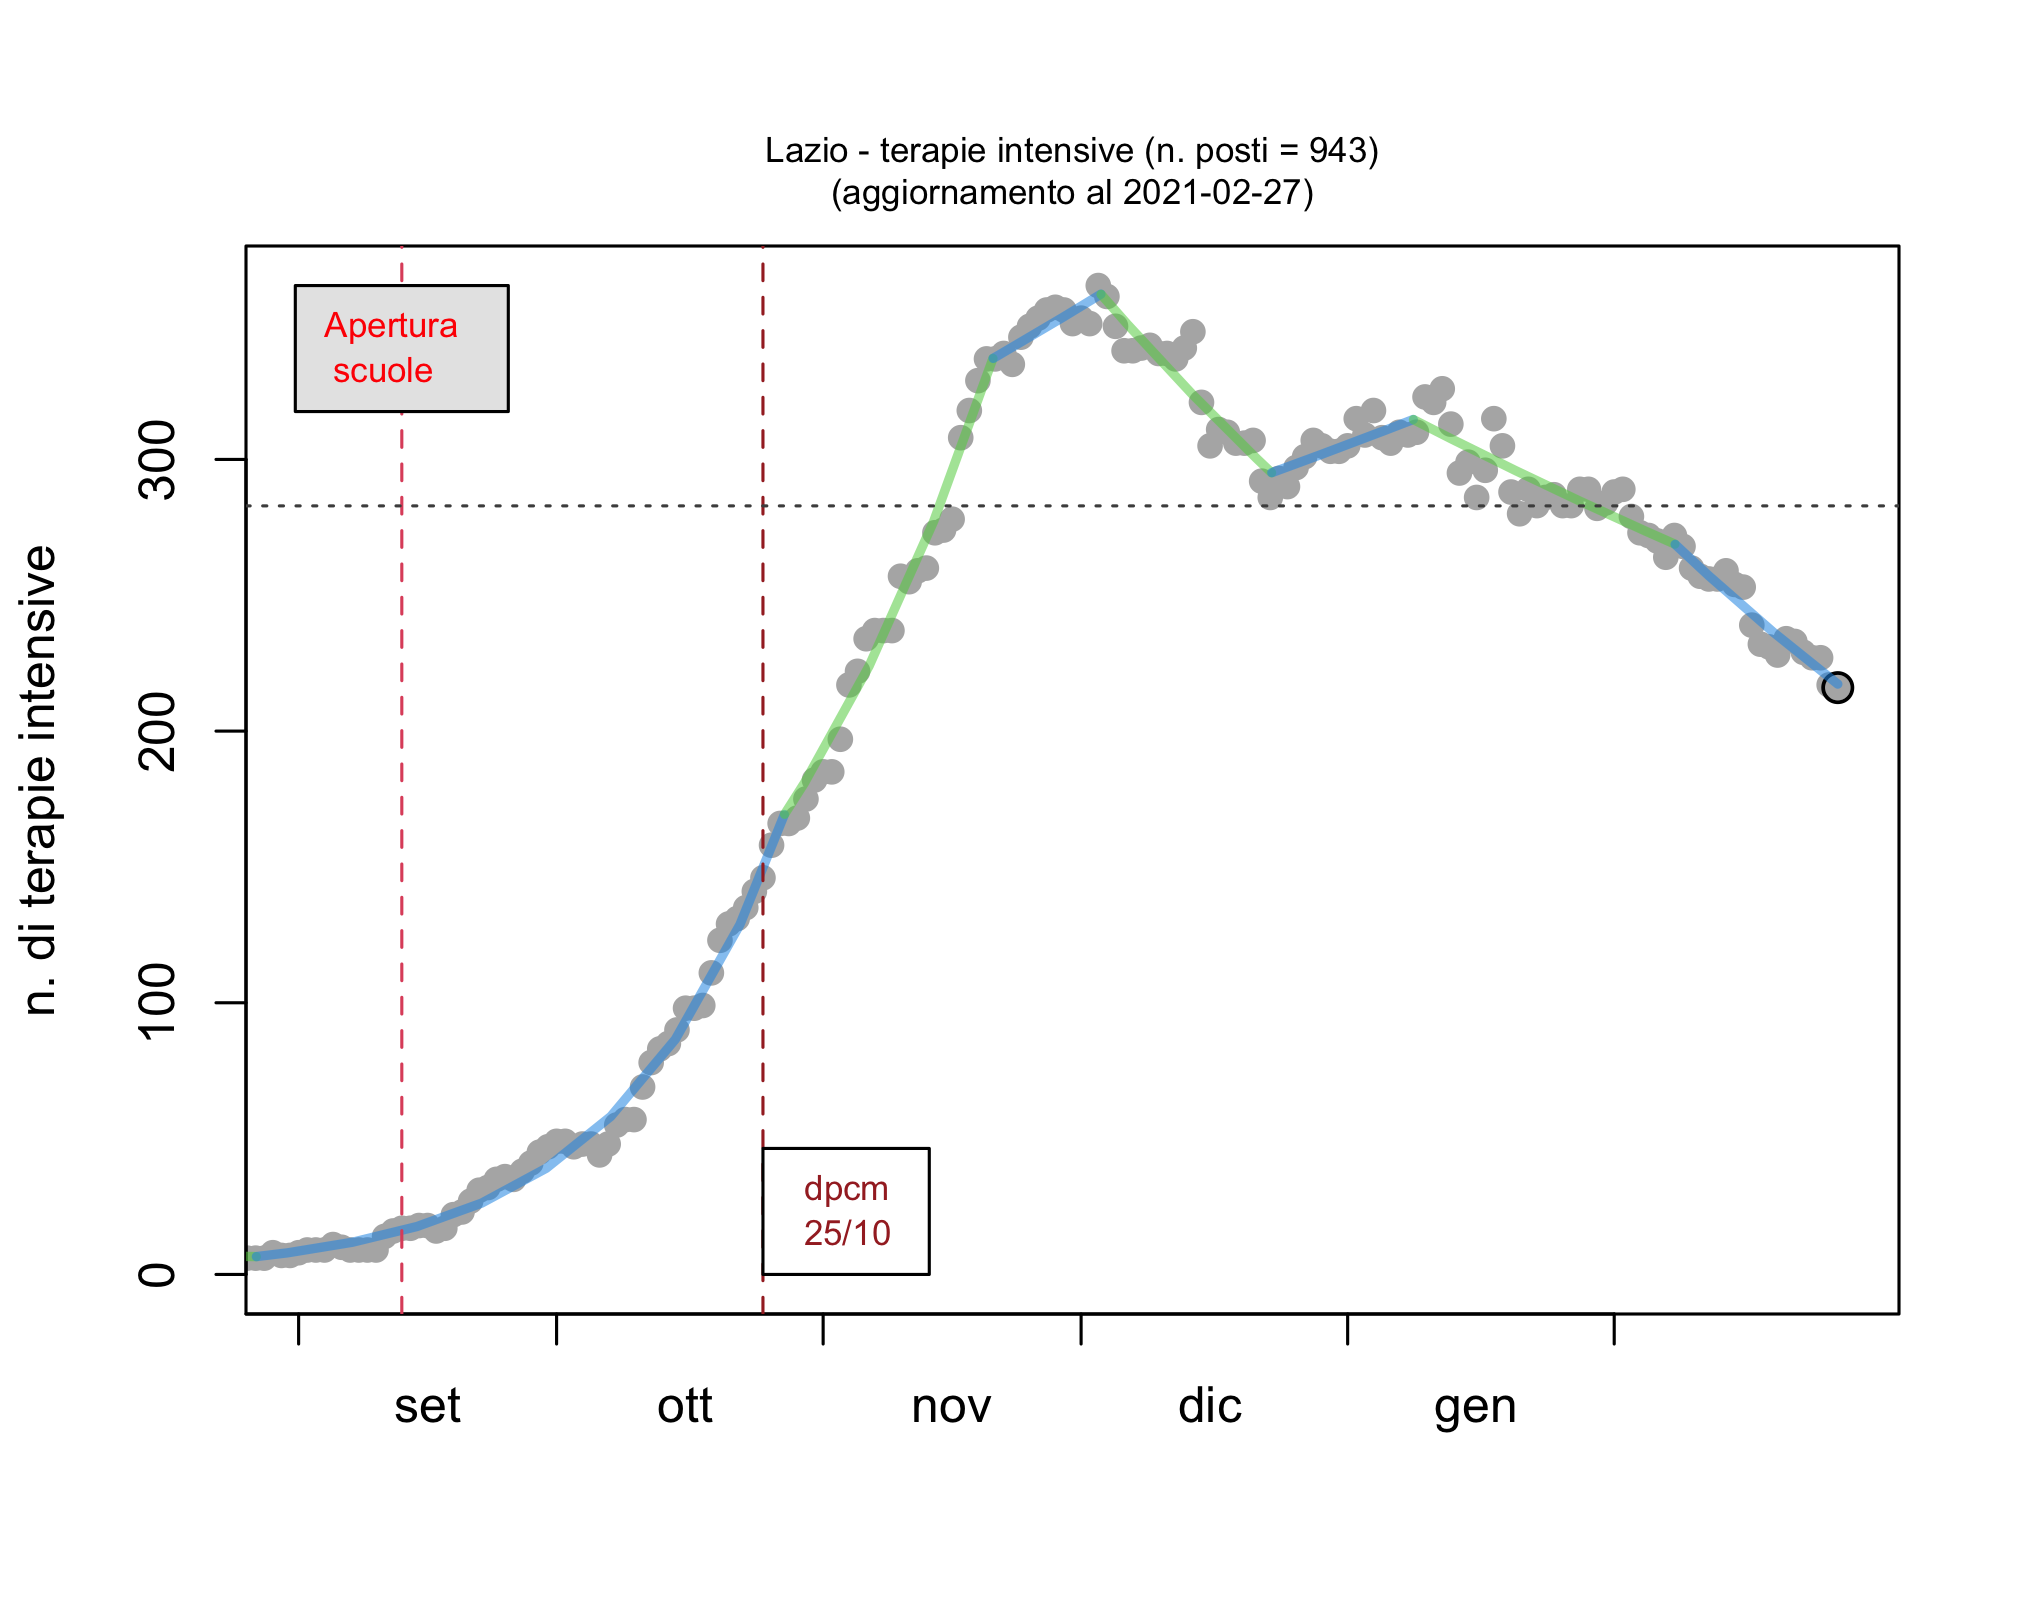 Lazio - terapie intensive (n. posti = 943)
(aggiornamento al 2021-02-27)
Apertura
scuole
n. di terapie intensive
300
200
100
0
dpcm
25/10
set ott nov dic gen